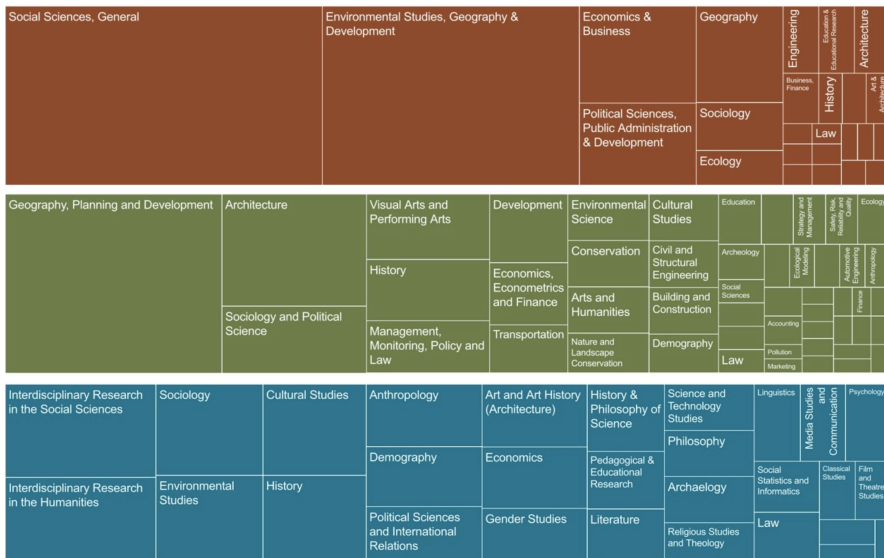 Social Sciences, General
Environmental Studies, Geography &
Development
Economics &
Business
Political Sciences,
Public Administration
& Development
Geography
Sociology
Ecology
Engineering
Education &
Educational Research
Architecture
Business,
Finance
History
Art &
Architecture
Law
Geography, Planning and Development
Architecture
Sociology and Political
Science
Visual Arts and
Performing Arts
History
Management,
Monitoring, Policy and
Law
Development
Economics,
Econometrics
and Finance
Transportation
Environmental
Science
Conservation
Arts and
Humanities
Nature and
Landscape
Conservation
Cultural
Studies
Civil and
Structural
Engineering
Building and
Construction
Demography
Education
Archeology
Social
Sciences
Law
Strategy and
Management
Safety, Risk,
Reliability and
Quality
Ecology
Ecological
Modeling
Automotive
Engineering
Anthropology
Finance
Accounting
Pollution
Marketing
Interdisciplinary Research
in the Social Sciences
Interdisciplinary Research
in the Humanities
Sociology
Environmental
Studies
Cultural Studies
History
Anthropology
Demography
Political Sciences
and International
Relations
Art and Art History
(Architecture)
Economics
Gender Studies
History &
Philosophy of
Science
Pedagogical &
Educational
Research
Literature
Science and
Technology
Studies
Philosophy
Archaelogy
Religious Studies
and Theology
Linguistics
Media Studies
and
Communication
Psychology
Social
Statistics and
Informatics
Classical
Studies
Film
and
Theatre
Studies
Law